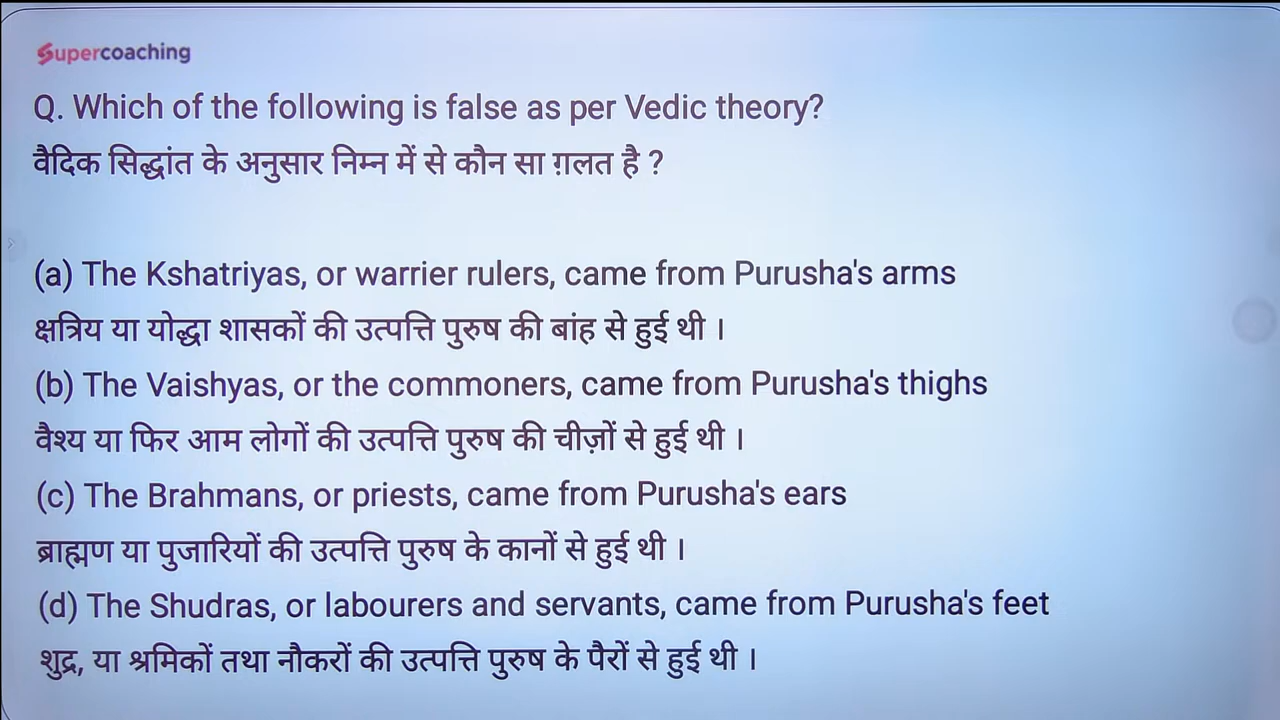 Supercoaching
Q. Which of the following is false as per Vedic theory?
वैदिक सिद्धांत के अनुसार निम्न में से कौन सा ग़लत है ?
(a) The Kshatriyas, or warrier rulers, came from Purusha's arms
क्षत्रिय या योद्धा शासकों की उत्पत्ति पुरुष की बांह से हुई थी ।
(b) The Vaishyas, or the commoners, came from Purusha's thighs
वैश्य या फिर आम लोगों की उत्पत्ति पुरुष की चीज़ों से हुई थी ।
(c) The Brahmans, or priests, came from Purusha's ears
ब्राह्मण या पुजारियों की उत्पत्ति पुरुष के कानों से हुई थी ।
(d) The Shudras, or labourers and servants, came from Purusha's feet
शुद्र, या श्रमिकों तथा नौकरों की उत्पत्ति पुरुष के पैरों से हुई थी ।